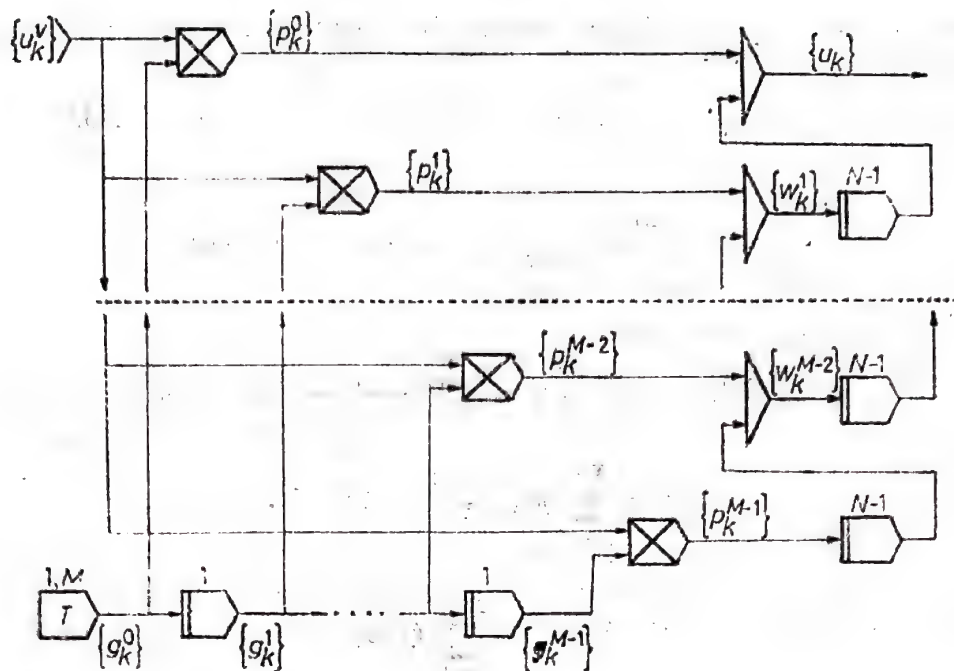 {u_k^v}
{p_k^0}
{u_k}
{p_k^1}
{w_k^1}
N-1
{p_k^{M-2}}
{w_k^{M-2}}
N-1
{p_k^{M-1}}
N-1
1,M
1
1
T
{g_k^0}
{g_k^1}
{g_k^{M-1}}